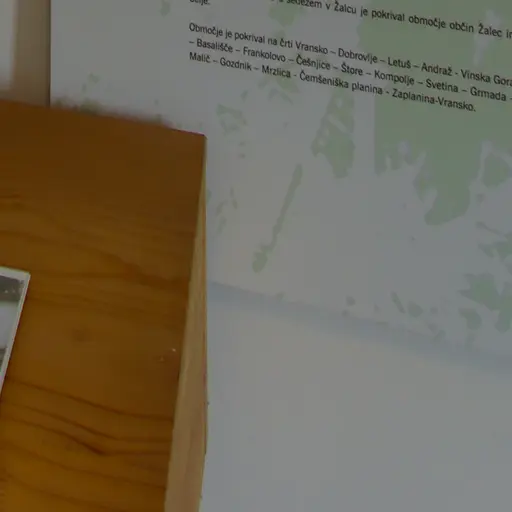 sedežem v Žalcu je pokrival območje občin Žalec in
Območje je pokrival na črti Vransko – Dobrovlje – Letuš – Andraž - Vinska Gora
– Basališče – Frankolovo – Češnjice – Štore – Kompolje – Svetina – Grmada –
Malič – Gozdnik – Mrzlica - Čemšeniška planina - Zaplanina-Vransko.